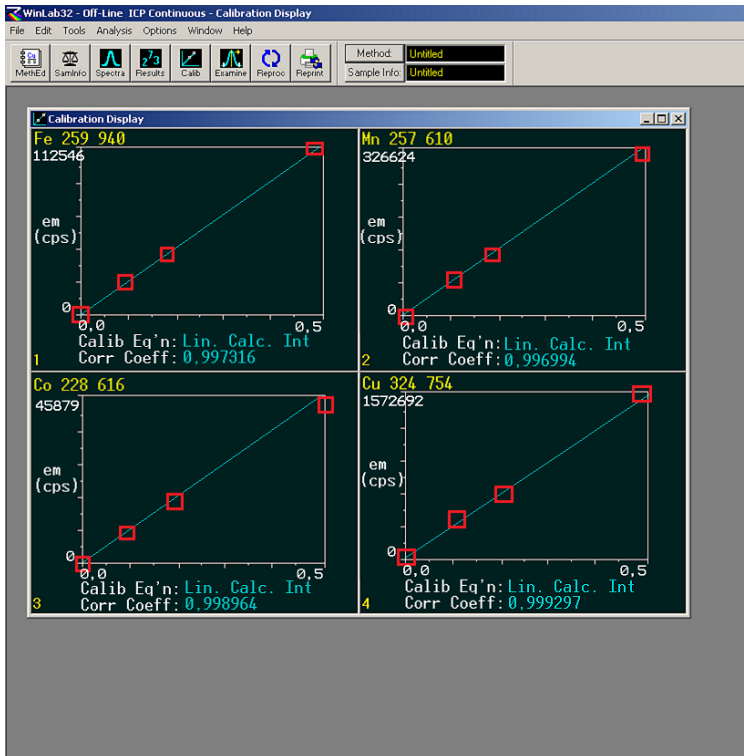 WinLab32 - Off-Line ICP Continuous - Calibration Display
File Edit Tools Analysis Options Window Help
MethEd SamInfo Spectra Results Calib Examine Reproc Reprint
Method: Untitled
Sample Info: Untitled
Calibration Display
Fe 259 940
112546
em
(cps)
0
0,0 0,5
Calib Eq'n: Lin. Calc. Int
1 Corr Coeff: 0,997316
Mn 257 610
326624
em
(cps)
0
0,0 0,5
Calib Eq'n: Lin. Calc. Int
2 Corr Coeff: 0,996994
Co 228 616
45879
em
(cps)
0
0,0 0,5
Calib Eq'n: Lin. Calc. Int
3 Corr Coeff: 0,998964
Cu 324 754
1572692
em
(cps)
0
0,0 0,5
Calib Eq'n: Lin. Calc. Int
4 Corr Coeff: 0,999297